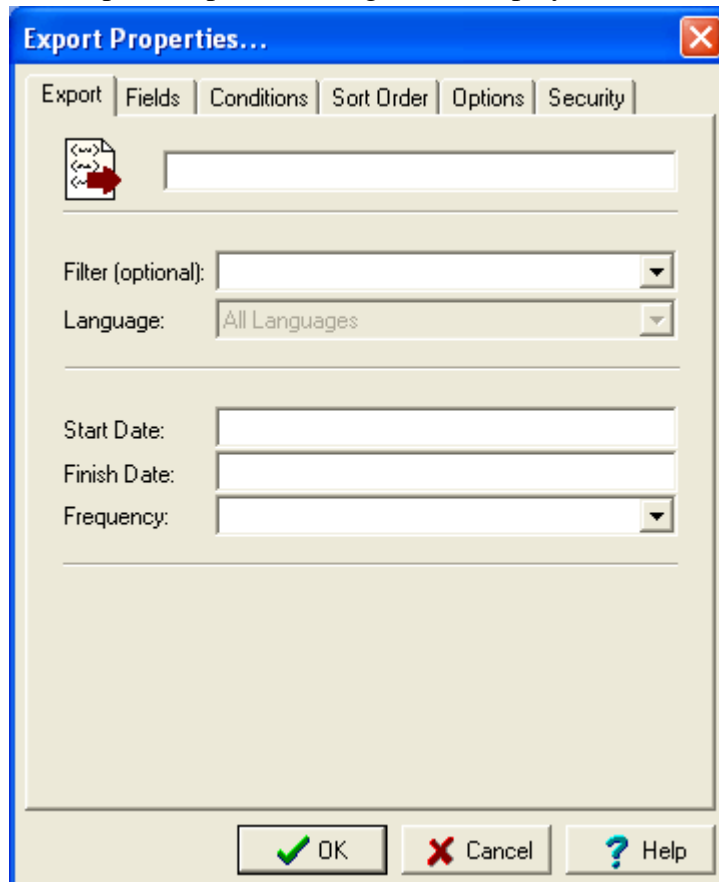 Export Properties...
Export Fields Conditions Sort Order Options Security
Filter (optional):
Language: All Languages
Start Date:
Finish Date:
Frequency:
OK Cancel ? Help